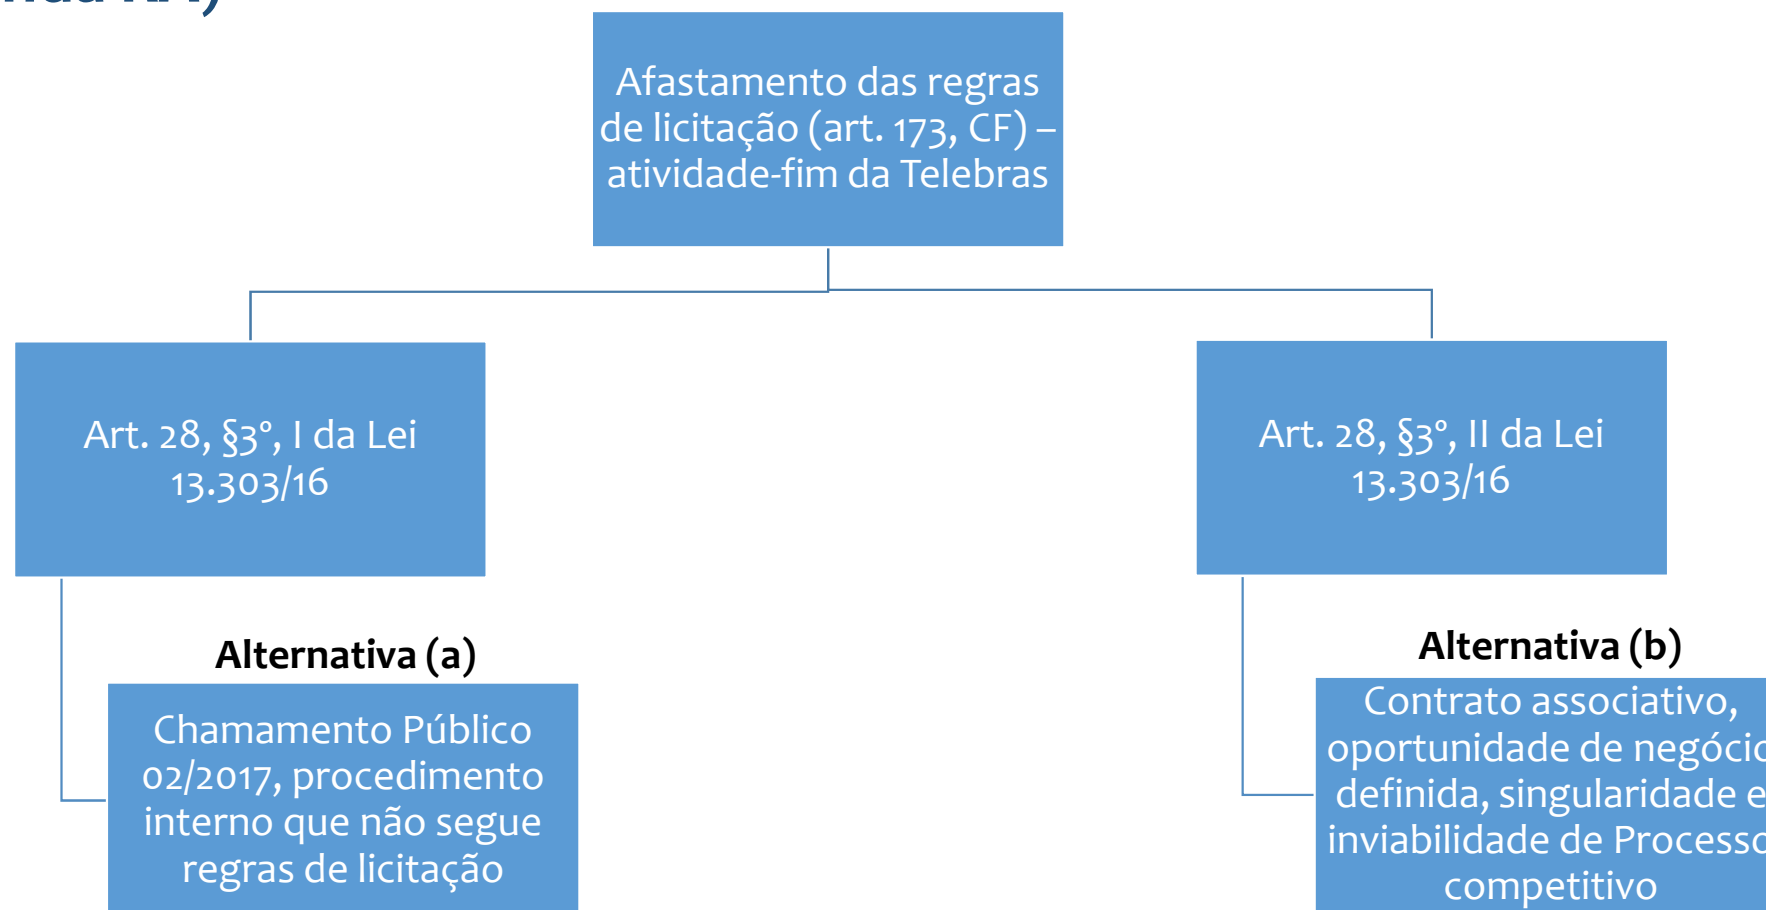 Afastamento das regras
de licitação (art. 173, CF) –
atividade-fim da Telebras
Art. 28, §3º, I da Lei
13.303/16
Art. 28, §3º, II da Lei
13.303/16
Alternativa (a)
Chamamento Público
02/2017, procedimento
interno que não segue
regras de licitação
Alternativa (b)
Contrato associativo,
oportunidade de negócio
definida, singularidade e
inviabilidade de Processo
competitivo